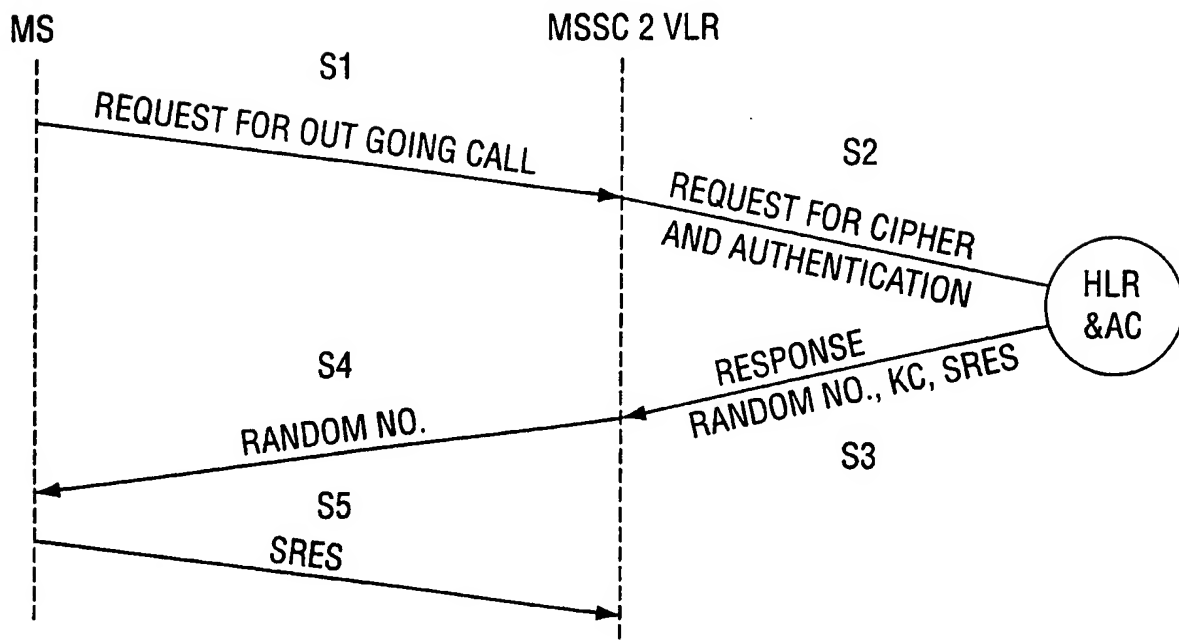 MS
MSSC 2 VLR
S1
REQUEST FOR OUT GOING CALL
S2
REQUEST FOR CIPHER
AND AUTHENTICATION
HLR
&AC
RESPONSE
RANDOM NO., KC, SRES
S3
S4
RANDOM NO.
S5
SRES